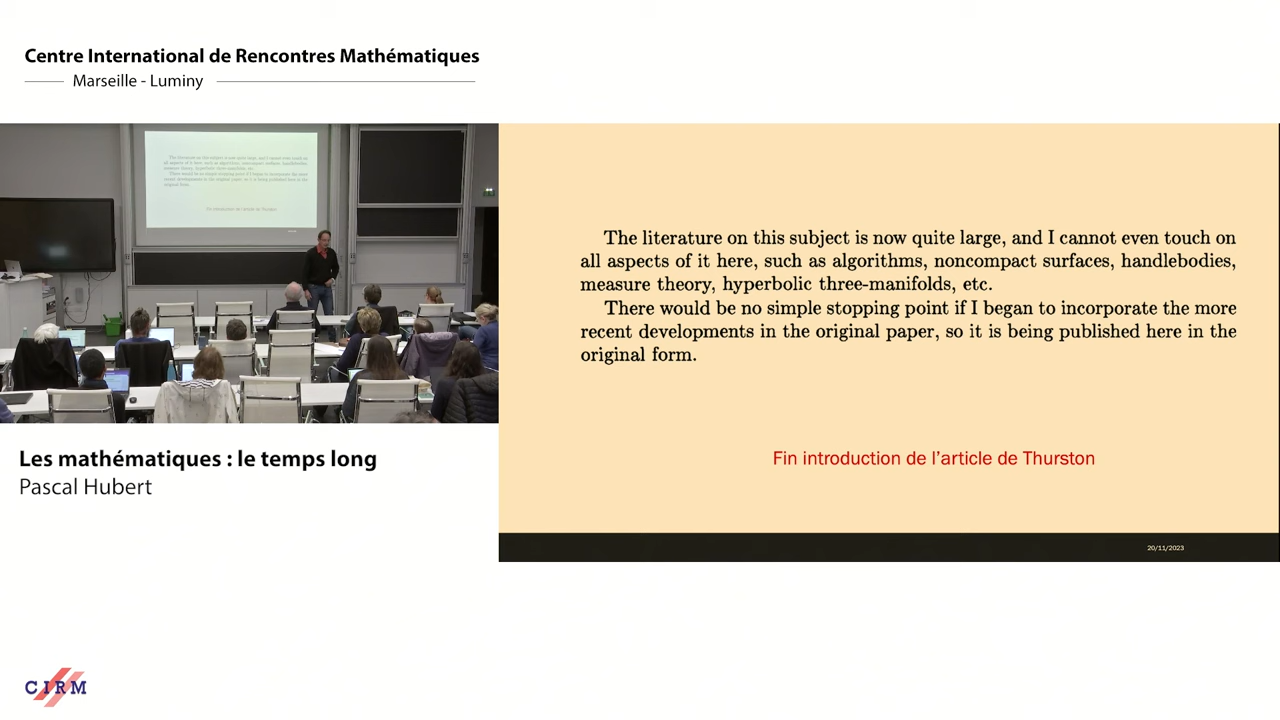 Centre International de Rencontres Mathématiques
Marseille - Luminy
The literature on this subject is now quite large, and I cannot even touch on
all aspects of it here, such as algorithms, noncompact surfaces, handlebodies,
measure theory, hyperbolic three-manifolds, etc.
There would be no simple stopping point if I began to incorporate the more
recent developments in the original paper, so it is being published here in the
original form.
Fin introduction de l'article de Thurston
20/11/2023
Les mathématiques : le temps long
Pascal Hubert
CIRM